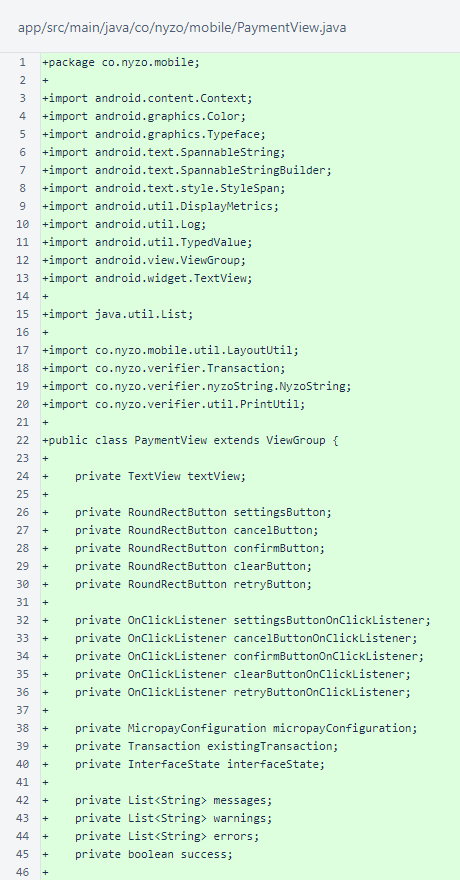 app/src/main/java/co/nyzo/mobile/PaymentView.java
1 +package co.nyzo.mobile;
2 +
3 +import android.content.Context;
4 +import android.graphics.Color;
5 +import android.graphics.Typeface;
6 +import android.text.SpannableString;
7 +import android.text.SpannableStringBuilder;
8 +import android.text.style.StyleSpan;
9 +import android.util.DisplayMetrics;
10 +import android.util.Log;
11 +import android.util.TypedValue;
12 +import android.view.ViewGroup;
13 +import android.widget.TextView;
14 +
15 +import java.util.List;
16 +
17 +import co.nyzo.mobile.util.LayoutUtil;
18 +import co.nyzo.verifier.Transaction;
19 +import co.nyzo.verifier.nyzoString.NyzoString;
20 +import co.nyzo.verifier.util.PrintUtil;
21 +
22 +public class PaymentView extends ViewGroup {
23 +
24 +    private TextView textView;
25 +
26 +    private RoundRectButton settingsButton;
27 +    private RoundRectButton cancelButton;
28 +    private RoundRectButton confirmButton;
29 +    private RoundRectButton clearButton;
30 +    private RoundRectButton retryButton;
31 +
32 +    private OnClickListener settingsButtonOnClickListener;
33 +    private OnClickListener cancelButtonOnClickListener;
34 +    private OnClickListener confirmButtonOnClickListener;
35 +    private OnClickListener clearButtonOnClickListener;
36 +    private OnClickListener retryButtonOnClickListener;
37 +
38 +    private MicropayConfiguration micropayConfiguration;
39 +    private Transaction existingTransaction;
40 +    private InterfaceState interfaceState;
41 +
42 +    private List<String> messages;
43 +    private List<String> warnings;
44 +    private List<String> errors;
45 +    private boolean success;
46 +